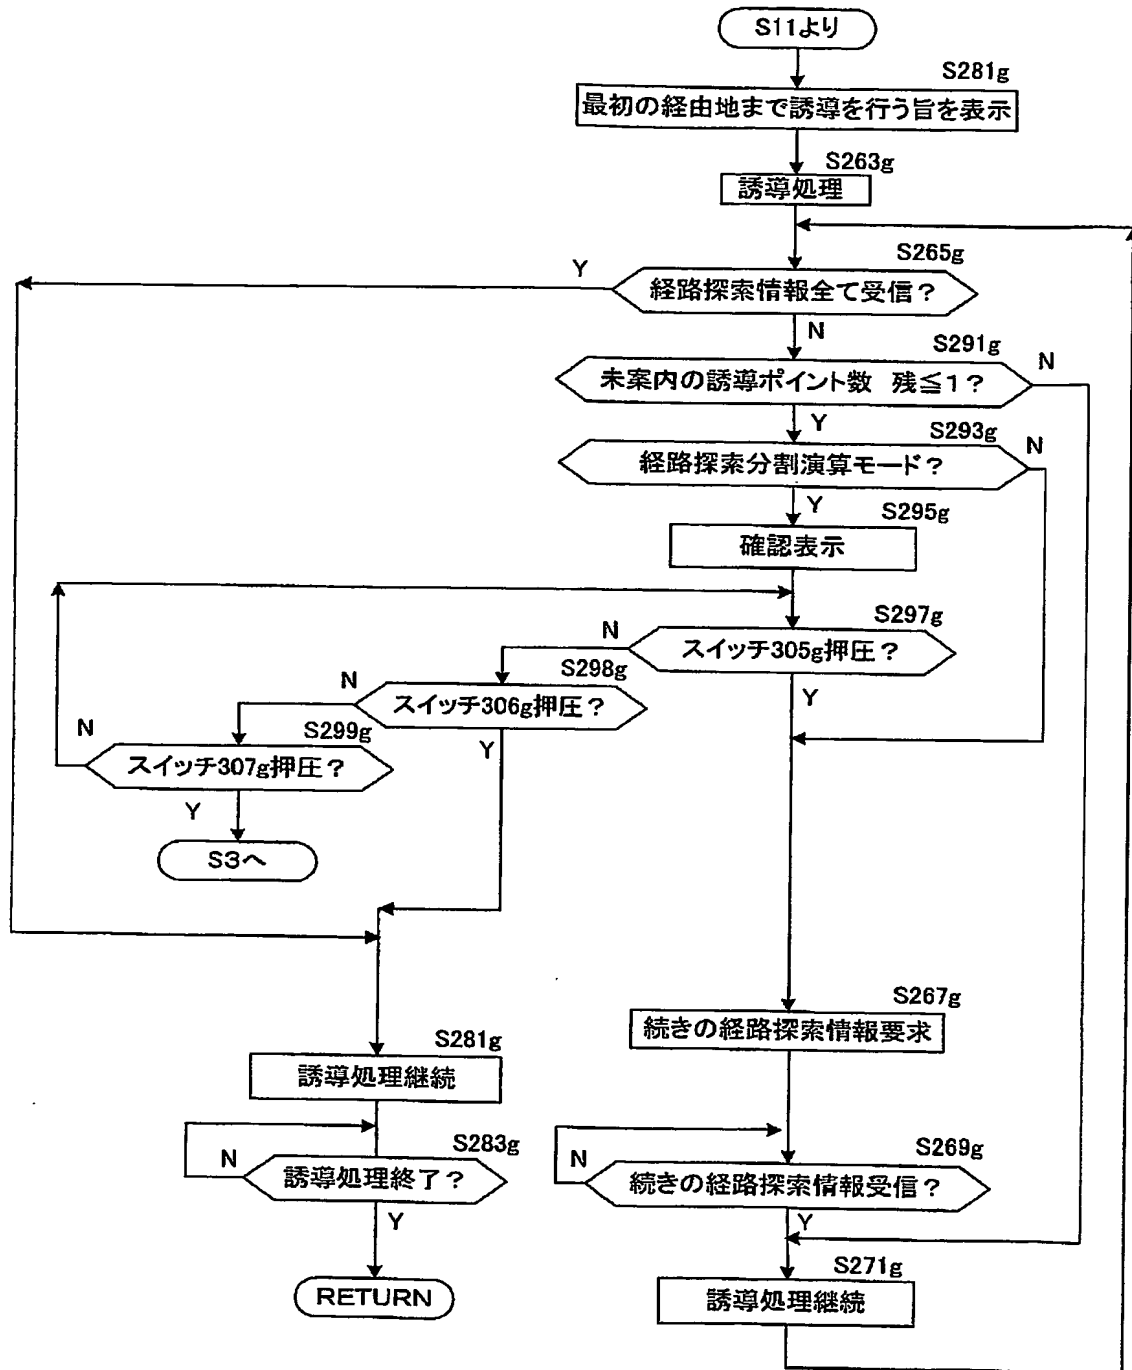 S11より
S281g
最初の経由地まで誘導を行う旨を表示
S263g
誘導処理
S265g
Y
経路探索情報全て受信？
N
S291g
N
未案内の誘導ポイント数 残≦1？
Y
S293g
N
経路探索分割演算モード？
Y
S295g
確認表示
S297g
N
スイッチ305g押圧？
Y
S298g
N
スイッチ306g押圧？
Y
S299g
N
スイッチ307g押圧？
Y
S3へ
S267g
続きの経路探索情報要求
S281g
誘導処理継続
S283g
N
誘導処理終了？
Y
RETURN
S269g
N
続きの経路探索情報受信？
Y
S271g
誘導処理継続